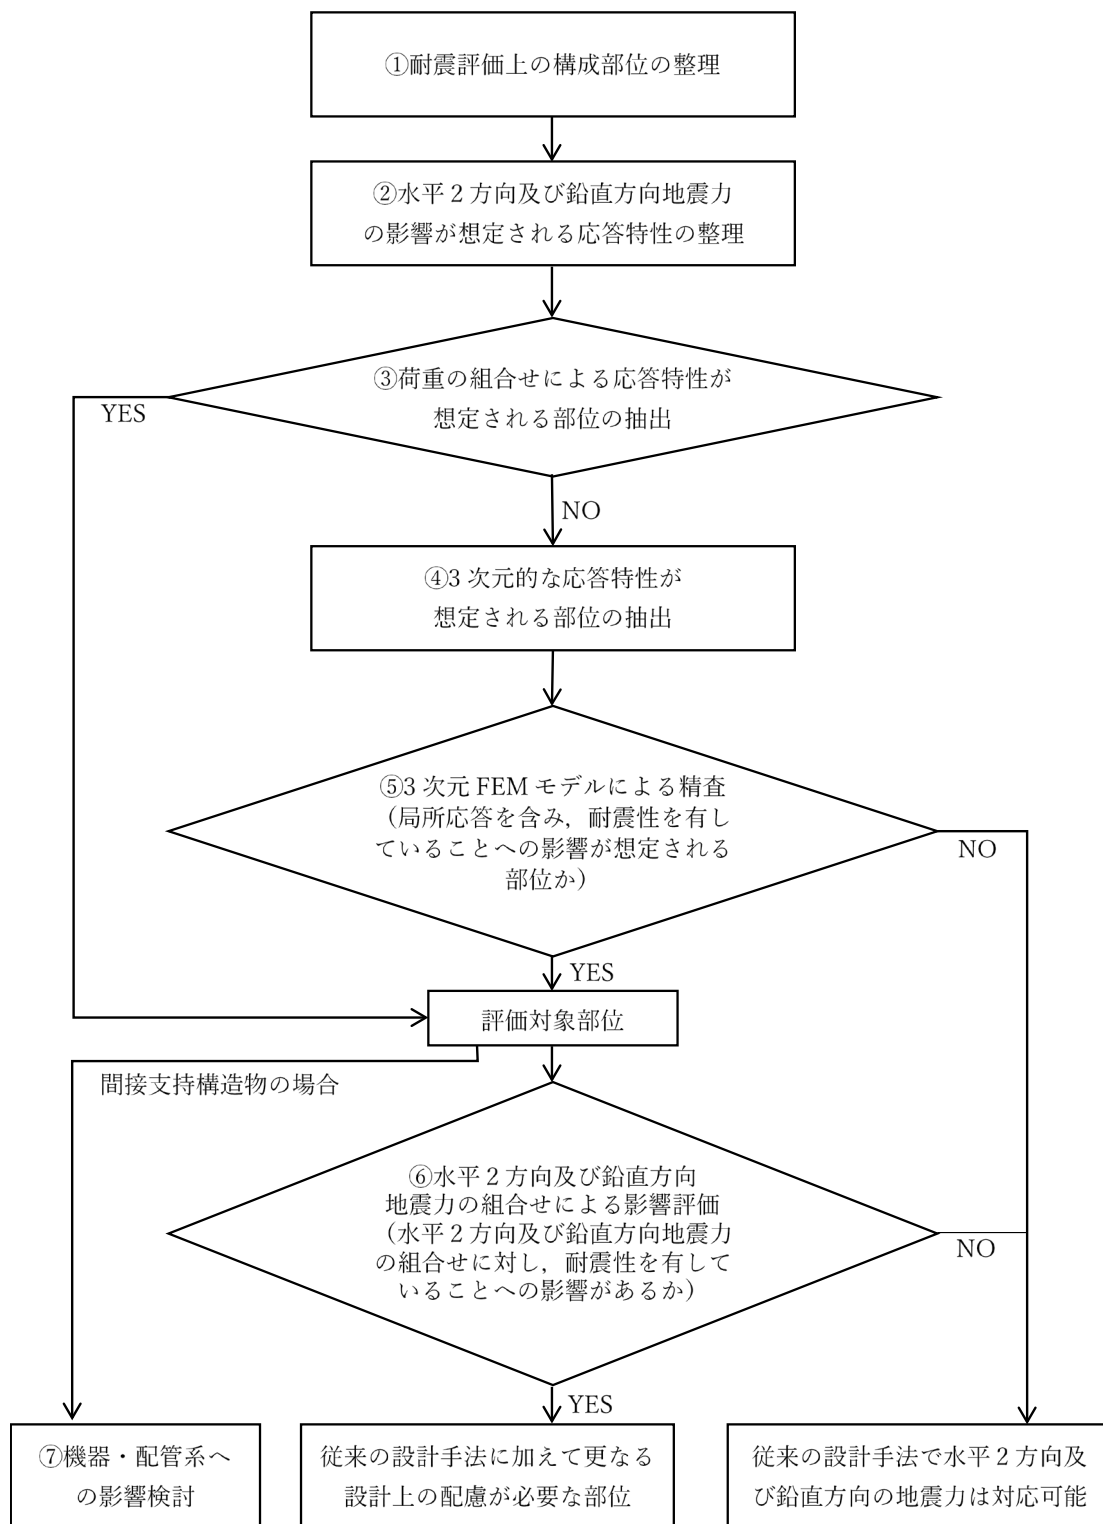 ①耐震評価上の構成部位の整理
②水平２方向及び鉛直方向地震力
の影響が想定される応答特性の整理
③荷重の組合せによる応答特性が
想定される部位の抽出
YES
NO
④3 次元的な応答特性が
想定される部位の抽出
⑤3 次元 FEM モデルによる精査
（局所応答を含み，耐震性を有し
ていることへの影響が想定される
部位か）
NO
YES
評価対象部位
間接支持構造物の場合
⑥水平２方向及び鉛直方向
地震力の組合せによる影響評価
（水平２方向及び鉛直方向地震力
の組合せに対し，耐震性を有して
いることへの影響があるか）
NO
YES
⑦機器・配管系へ
の影響検討
従来の設計手法に加えて更なる
設計上の配慮が必要な部位
従来の設計手法で水平２方向及
び鉛直方向の地震力は対応可能